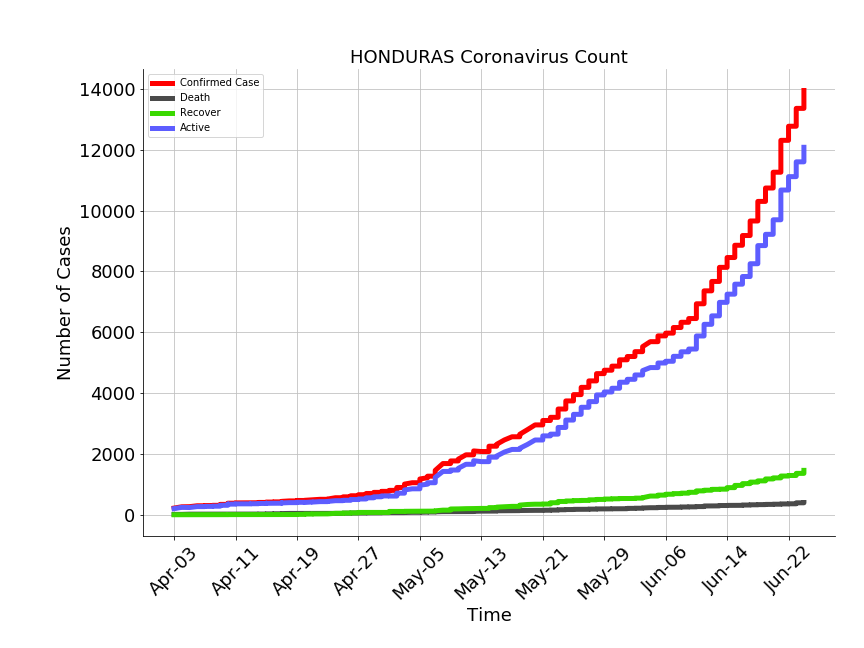 HONDURAS Coronavirus Count
Confirmed Case
Death
Recover
Active
14000
12000
10000
8000
6000
4000
2000
0
Number of Cases
Apr-03
Apr-11
Apr-19
Apr-27
May-05
May-13
May-21
May-29
Jun-06
Jun-14
Jun-22
Time